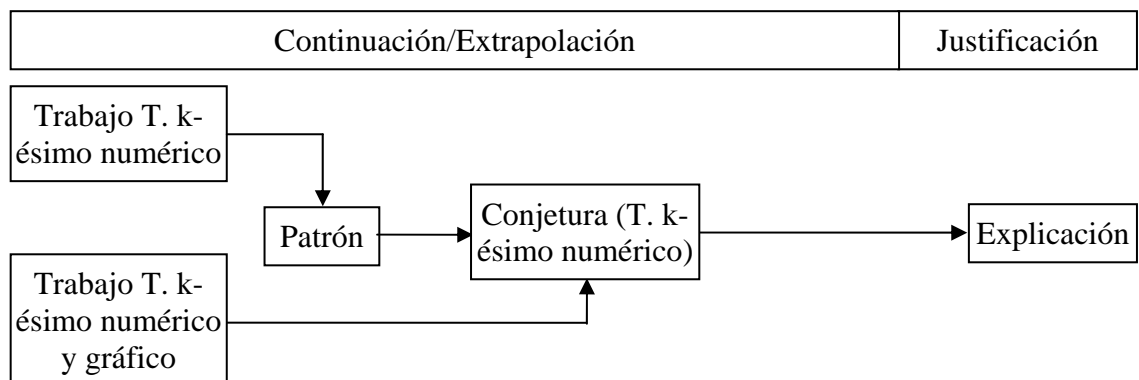 Continuación/Extrapolación
Justificación
Trabajo T. k-
ésimo numérico
Patrón
Conjetura (T. k-
ésimo numérico)
Explicación
Trabajo T. k-
ésimo numérico
y gráfico